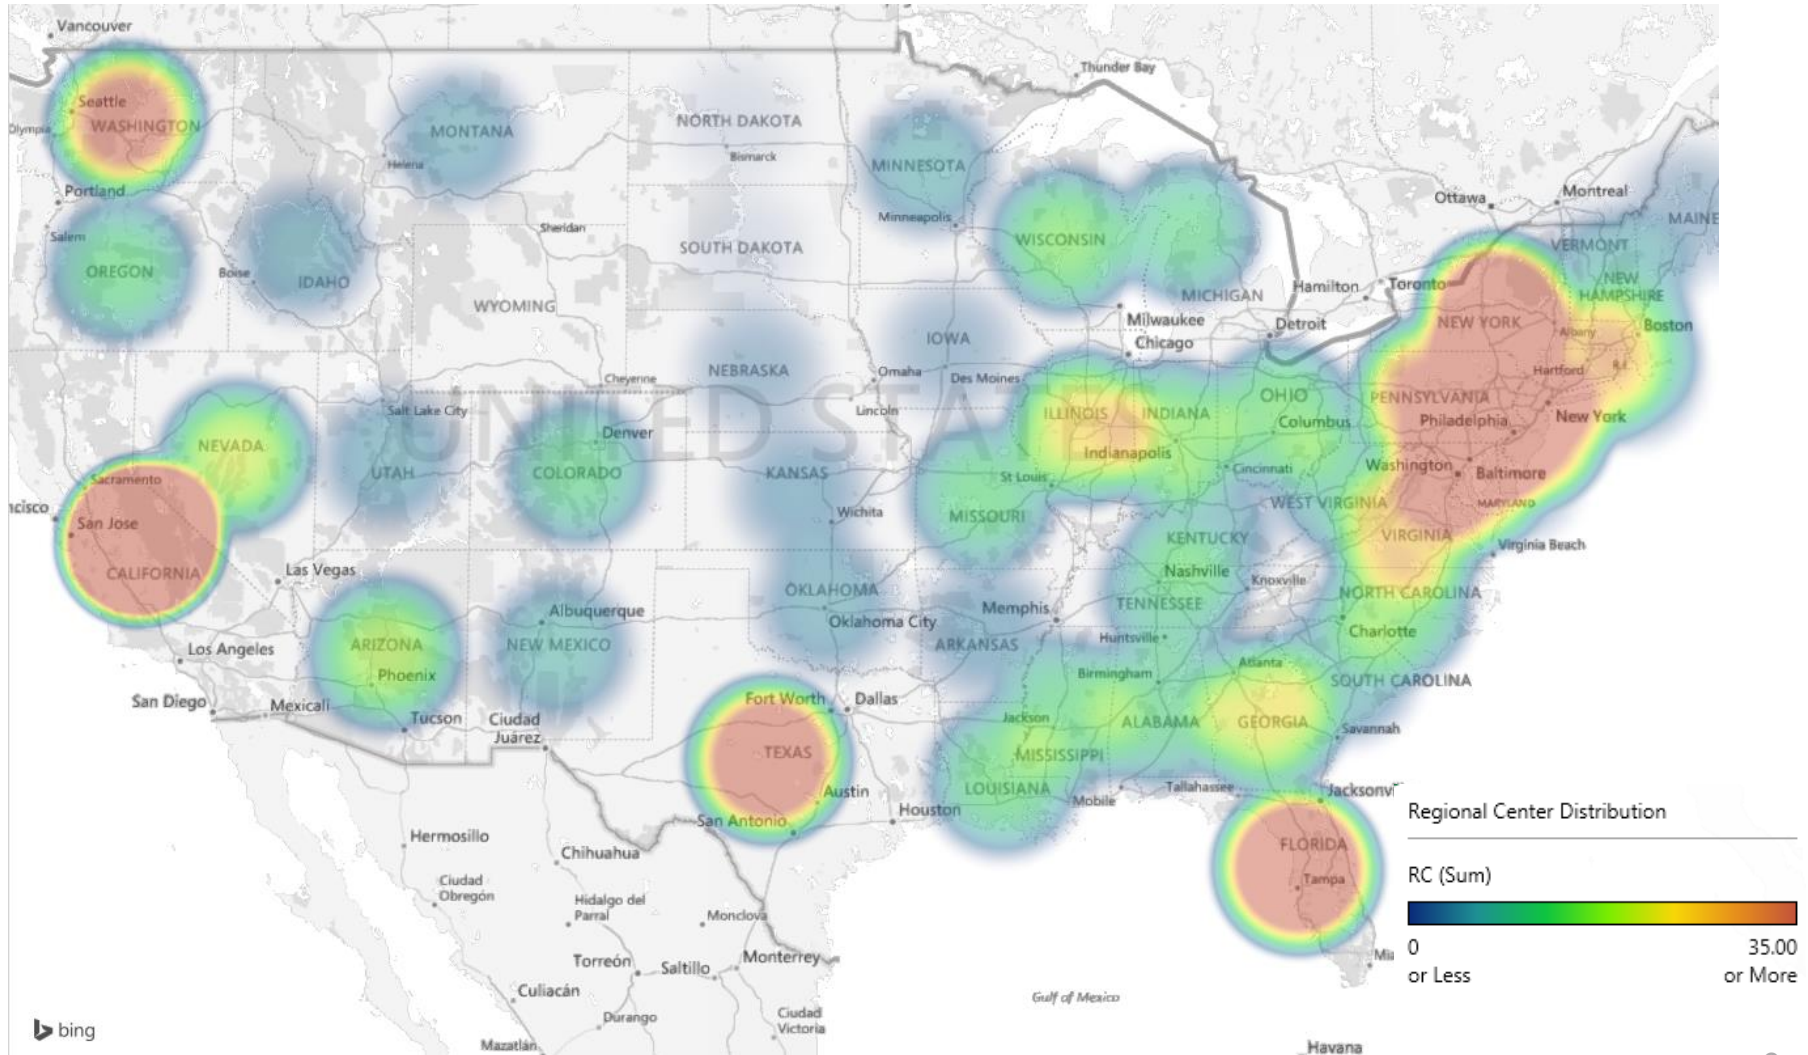 Vancouver
Thunder Bay
Seattle
WASHINGTON
Olympia
MONTANA
NORTH DAKOTA
Helena
Bismarck
MINNESOTA
Portland
Ottawa
Montreal
Minneapolis
MAINE
Salem
Sheridan
SOUTH DAKOTA
WISCONSIN
VERMONT
OREGON
Boise
IDAHO
NEW
HAMPSHIRE
Hamilton
Toronto
MICHIGAN
WYOMING
Milwaukee
Detroit
NEW YORK
Albany
Boston
IOWA
Chicago
NEBRASKA
Hartford
R.I.
Cheyenne
Omaha
Des Moines
OHIO
PENNSYLVANIA
UNITED STATES
Salt Lake City
Lincoln
ILLINOIS
INDIANA
Columbus
Philadelphia
New York
NEVADA
Denver
Indianapolis
Sacramento
UTAH
COLORADO
KANSAS
St Louis
Cincinnati
Washington
Baltimore
ncisco
San Jose
Wichita
MISSOURI
WEST VIRGINIA
MARYLAND
KENTUCKY
VIRGINIA
Virginia Beach
CALIFORNIA
Las Vegas
Nashville
Knoxville
OKLAHOMA
TENNESSEE
NORTH CAROLINA
Albuquerque
Memphis
Oklahoma City
Charlotte
ARIZONA
NEW MEXICO
ARKANSAS
Huntsville
Los Angeles
Phoenix
Birmingham
Atlanta
SOUTH CAROLINA
San Diego
Mexicali
Tucson
Ciudad
Juárez
Fort Worth
Dallas
Jackson
ALABAMA
GEORGIA
Savannah
TEXAS
MISSISSIPPI
Austin
LOUISIANA
Mobile
Tallahassee
Jacksonvi
San Antonio
Houston
Regional Center Distribution
Hermosillo
Chihuahua
FLORIDA
Ciudad
Obregón
Tampa
RC (Sum)
Hidalgo del
Parral
Monclova
0
or Less
35.00
or More
Torreón
Saltillo
Monterrey
Mia
Culiacán
Gulf of Mexico
Durango
Ciudad
Victoria
bing
Mazatlán
Havana